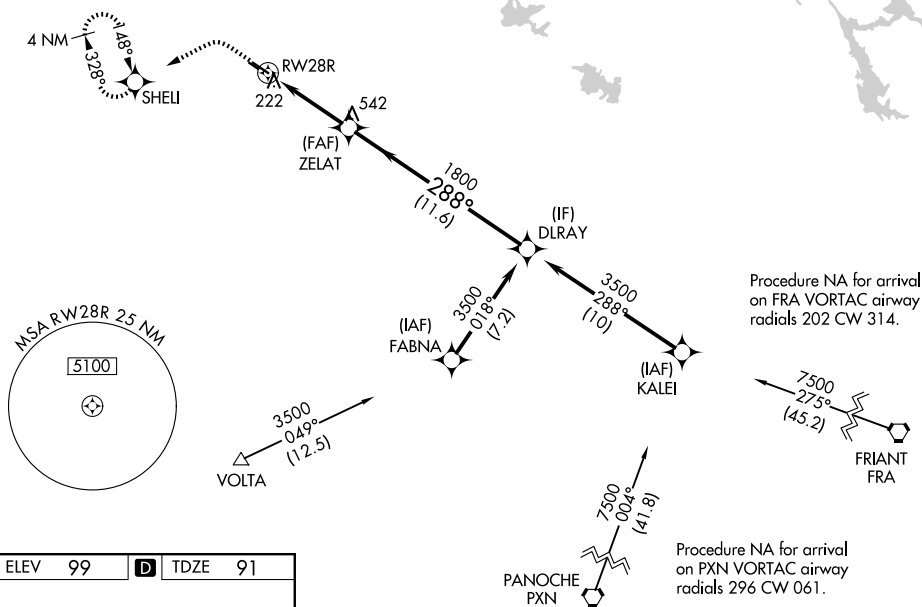 4 NM
148°
328°
SHELI
RW28R
222
542
(FAF)
ZELAT
1800
288°
(11.6)
(IF)
DLRAY
3500
288°
(10)
Procedure NA for arrival
on FRA VORTAC airway
radials 202 CW 314.
MSA RW28R 25 NM
5100
(IAF)
FABNA
3500
018°
(7.2)
(IAF)
KALEI
7500
275°
(45.2)
FRIANT
FRA
3500
049°
(12.5)
VOLTA
7500
004°
(41.8)
PANOCHE
PXN
Procedure NA for arrival
on PXN VORTAC airway
radials 296 CW 061.
ELEV 99 D TDZE 91